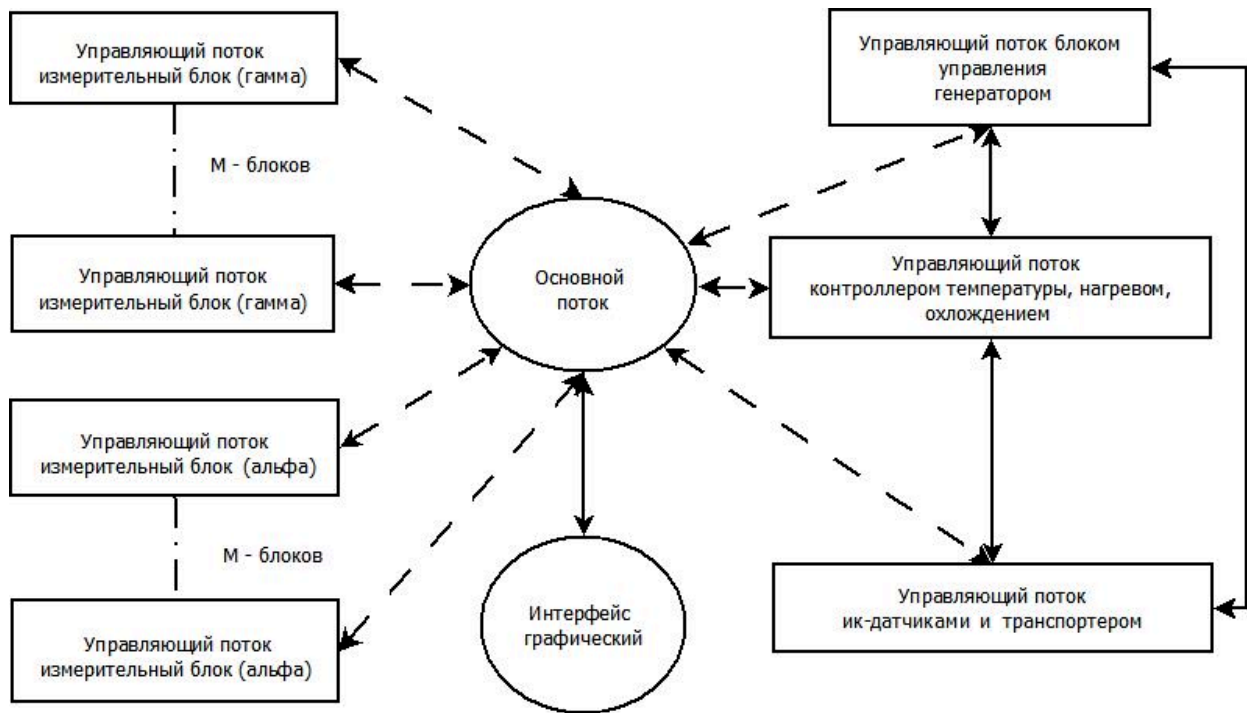 Управляющий поток
измерительный блок (гамма)
М - блоков
Управляющий поток
измерительный блок (гамма)
Управляющий поток
измерительный блок (альфа)
М - блоков
Управляющий поток
измерительный блок (альфа)
Основной
поток
Интерфейс
графический
Управляющий поток блоком
управления
генератором
Управляющий поток
контроллером температуры, нагревом,
охлождением
Управляющий поток
ик-датчиками и транспортером